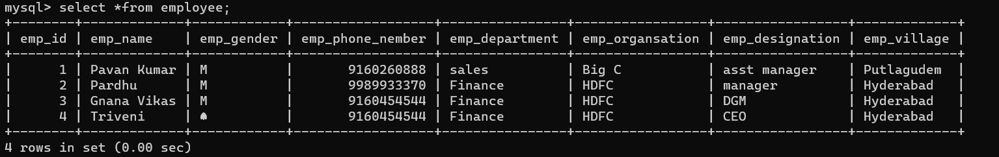 mysql> select *from employee;
+--------+-------------+------------+------------------+----------------+-----------------+-----------------+-------------+
| emp_id | emp_name    | emp_gender | emp_phone_nember | emp_department | emp_organsation | emp_designation | emp_village |
+--------+-------------+------------+------------------+----------------+-----------------+-----------------+-------------+
|      1 | Pavan Kumar | M          |       9160260888 | sales          | Big C           | asst manager    | Putlagudem  |
|      2 | Pardhu      | M          |       9989933370 | Finance        | HDFC            | manager         | Hyderabad   |
|      3 | Gnana Vikas | M          |       9160454544 | Finance        | HDFC            | DGM             | Hyderabad   |
|      4 | Triveni     | ♠          |       9160454544 | Finance        | HDFC            | CEO             | Hyderabad   |
+--------+-------------+------------+------------------+----------------+-----------------+-----------------+-------------+
4 rows in set (0.00 sec)